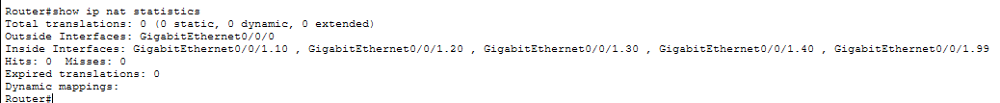 Router#show ip nat statistics
Total translations: 0 (0 static, 0 dynamic, 0 extended)
Outside Interfaces: GigabitEthernet0/0/0
Inside Interfaces: GigabitEthernet0/0/1.10 , GigabitEthernet0/0/1.20 , GigabitEthernet0/0/1.30 , GigabitEthernet0/0/1.40 , GigabitEthernet0/0/1.99
Hits: 0  Misses: 0
Expired translations: 0
Dynamic mappings:
Router#